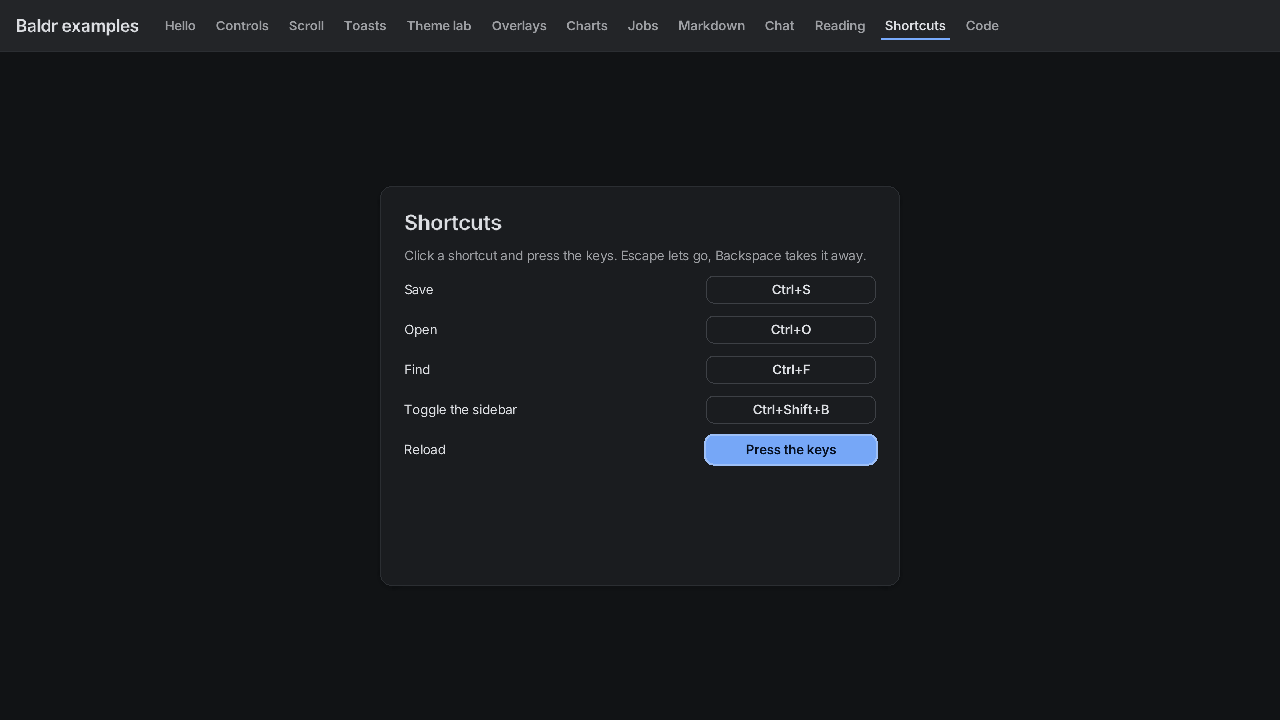 Baldr examples Hello Controls Scroll Toasts Theme lab Overlays Charts Jobs Markdown Chat Reading Shortcuts Code
Shortcuts
Click a shortcut and press the keys. Escape lets go, Backspace takes it away.
Save Ctrl+S
Open Ctrl+O
Find Ctrl+F
Toggle the sidebar Ctrl+Shift+B
Reload Press the keys